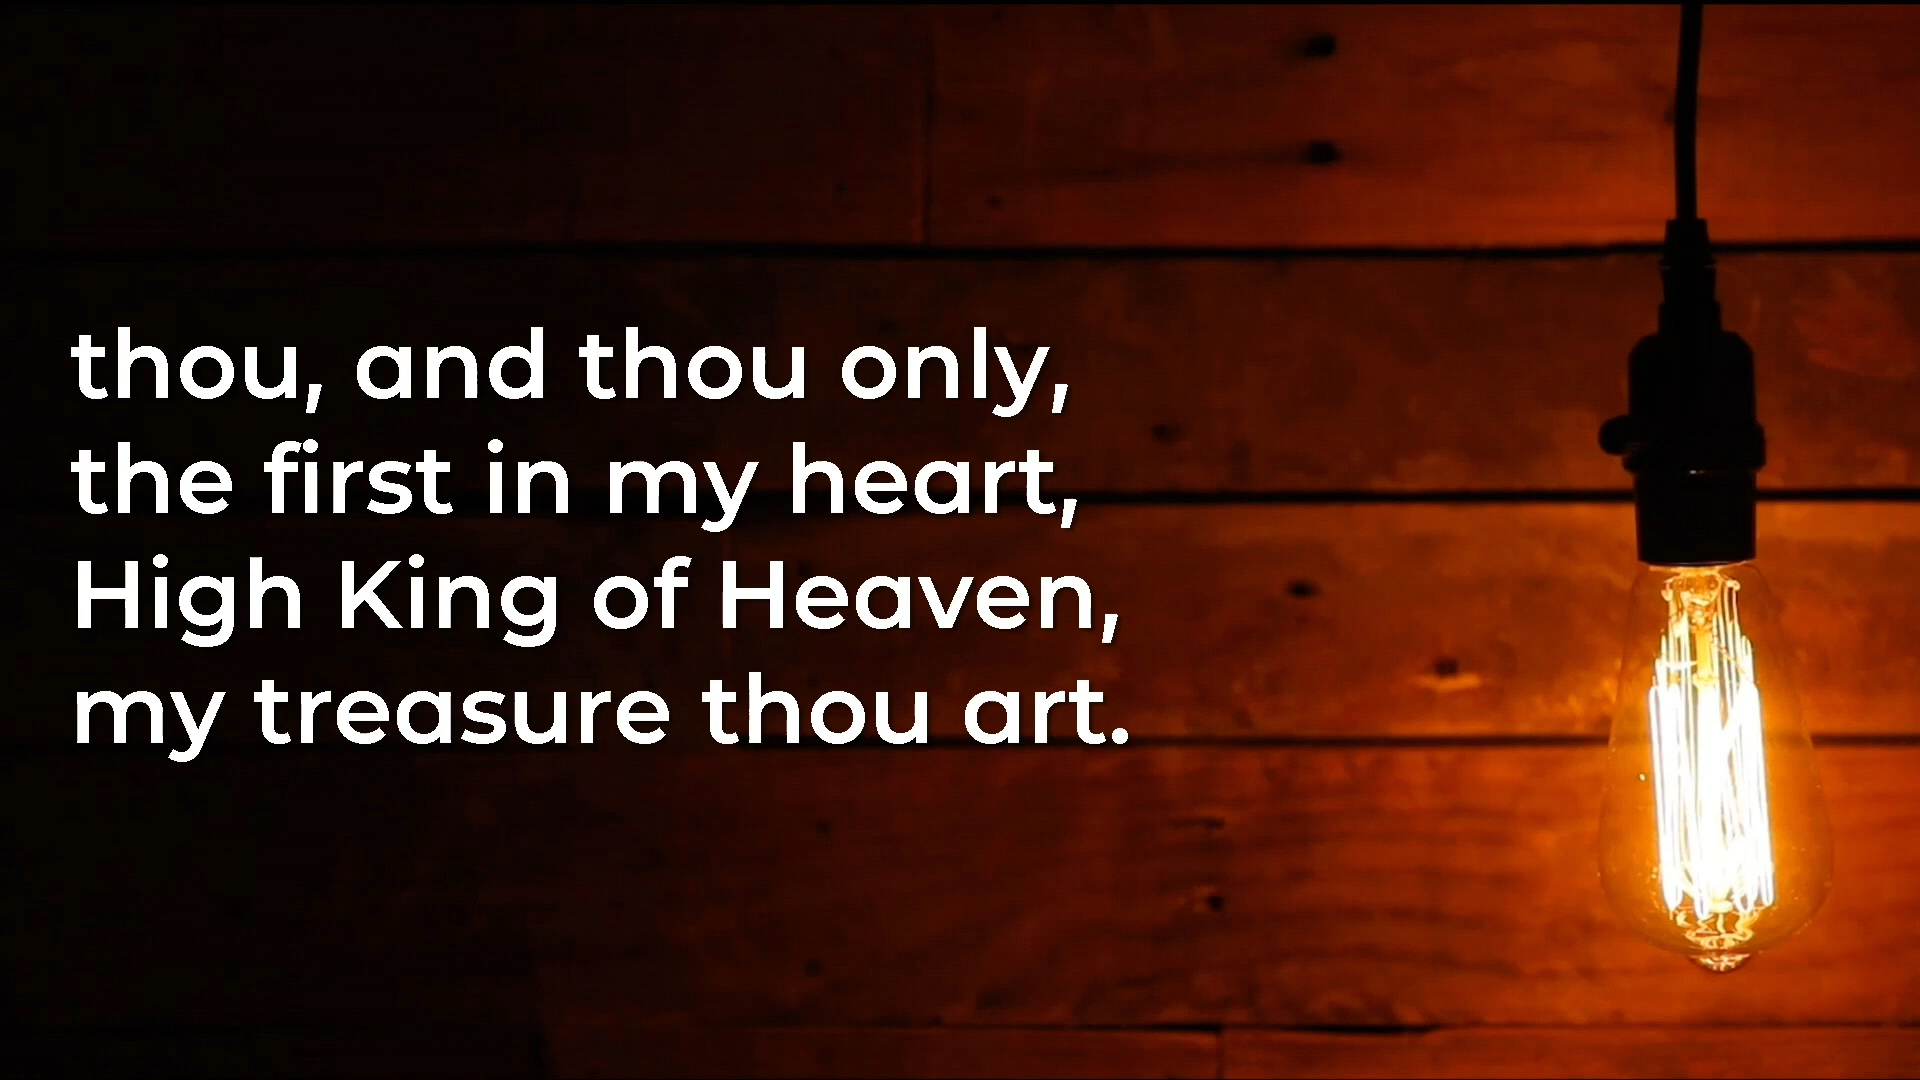 thou, and thou only,
the first in my heart,
High King of Heaven,
my treasure thou art.